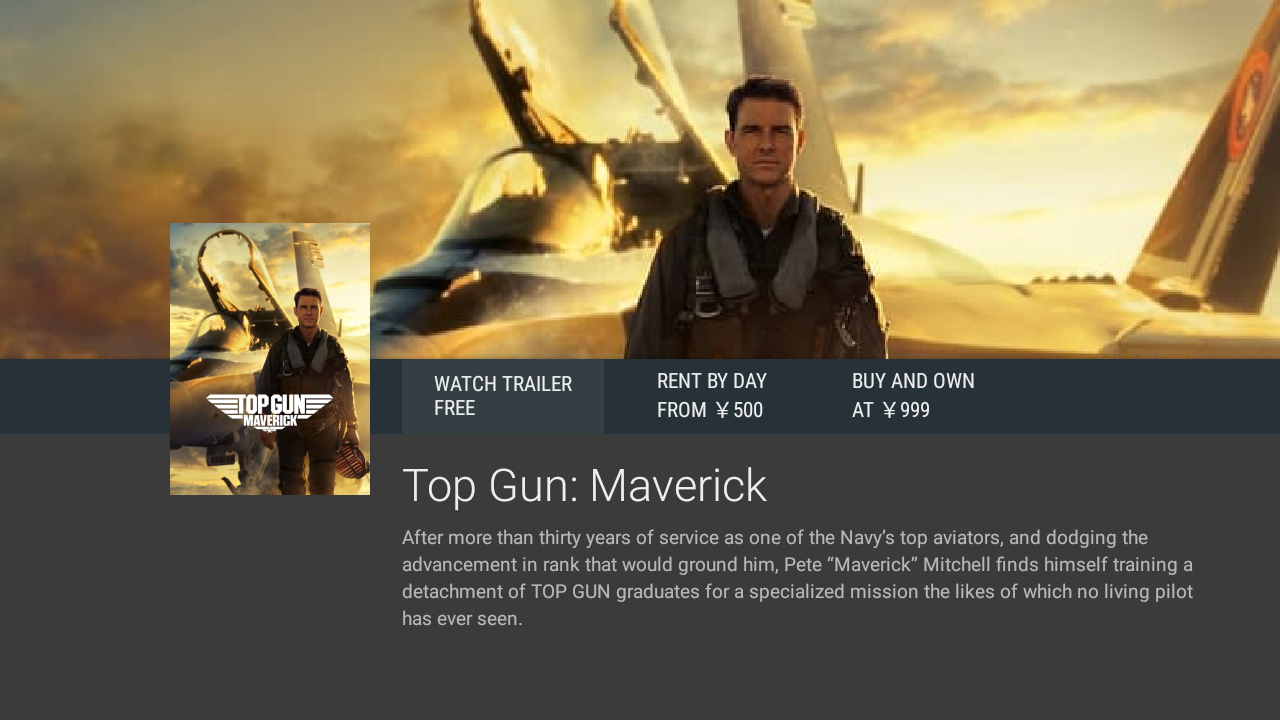 TOP GUN
MAVERICK
WATCH TRAILER
FREE
RENT BY DAY
FROM ￥500
BUY AND OWN
AT ￥999
Top Gun: Maverick
After more than thirty years of service as one of the Navy’s top aviators, and dodging the
advancement in rank that would ground him, Pete “Maverick” Mitchell finds himself training a
detachment of TOP GUN graduates for a specialized mission the likes of which no living pilot
has ever seen.